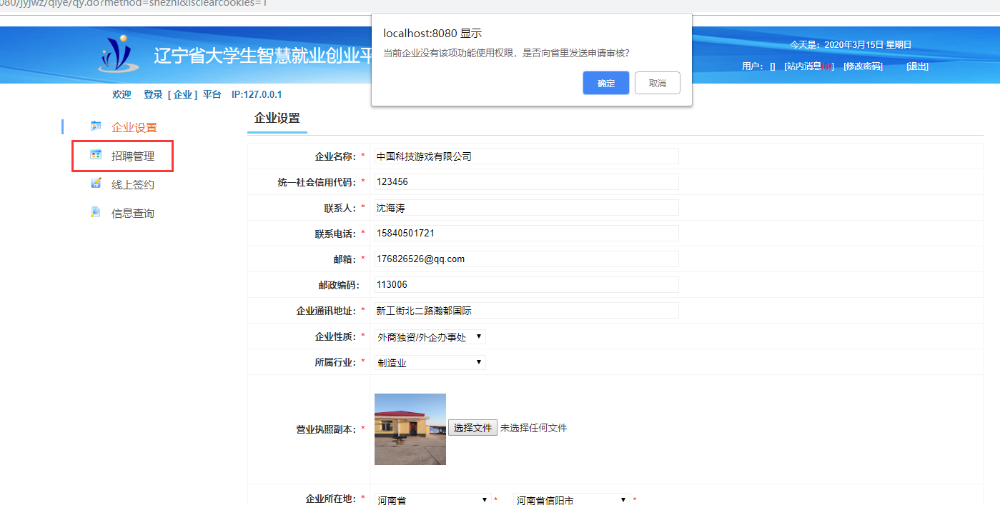 080/jyjwz/qiye/qy.do?method=shezhi&isclearcookies=1
localhost:8080 显示
当前企业没有该项功能使用权限，是否向省里发送申请审核？
确定 取消
辽宁省大学生智慧就业创业平
今天是：2020年3月15日 星期日
用户： [] [站内消息(8)] [修改密码] [退出]
欢迎 登录 [ 企业 ] 平台 IP:127.0.0.1
企业设置
招聘管理
线上签约
信息查询
企业设置
企业名称：* 中国科技游戏有限公司
统一社会信用代码：* 123456
联系人：* 沈海涛
联系电话：* 15840501721
邮箱：* 176826526@qq.com
邮政编码： 113006
企业通讯地址：* 新工街北二路瀚都国际
企业性质：* 外商独资/外企办事处
所属行业：* 制造业
营业执照副本：* 选择文件 未选择任何文件
企业所在地：* 河南省 * 河南省信阳市 *